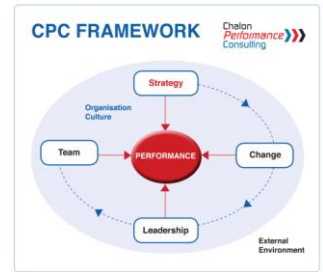 CPC FRAMEWORK
Chalon
Performance
Consulting
Strategy
Organisation
Culture
Team
PERFORMANCE
Change
Leadership
External
Environment